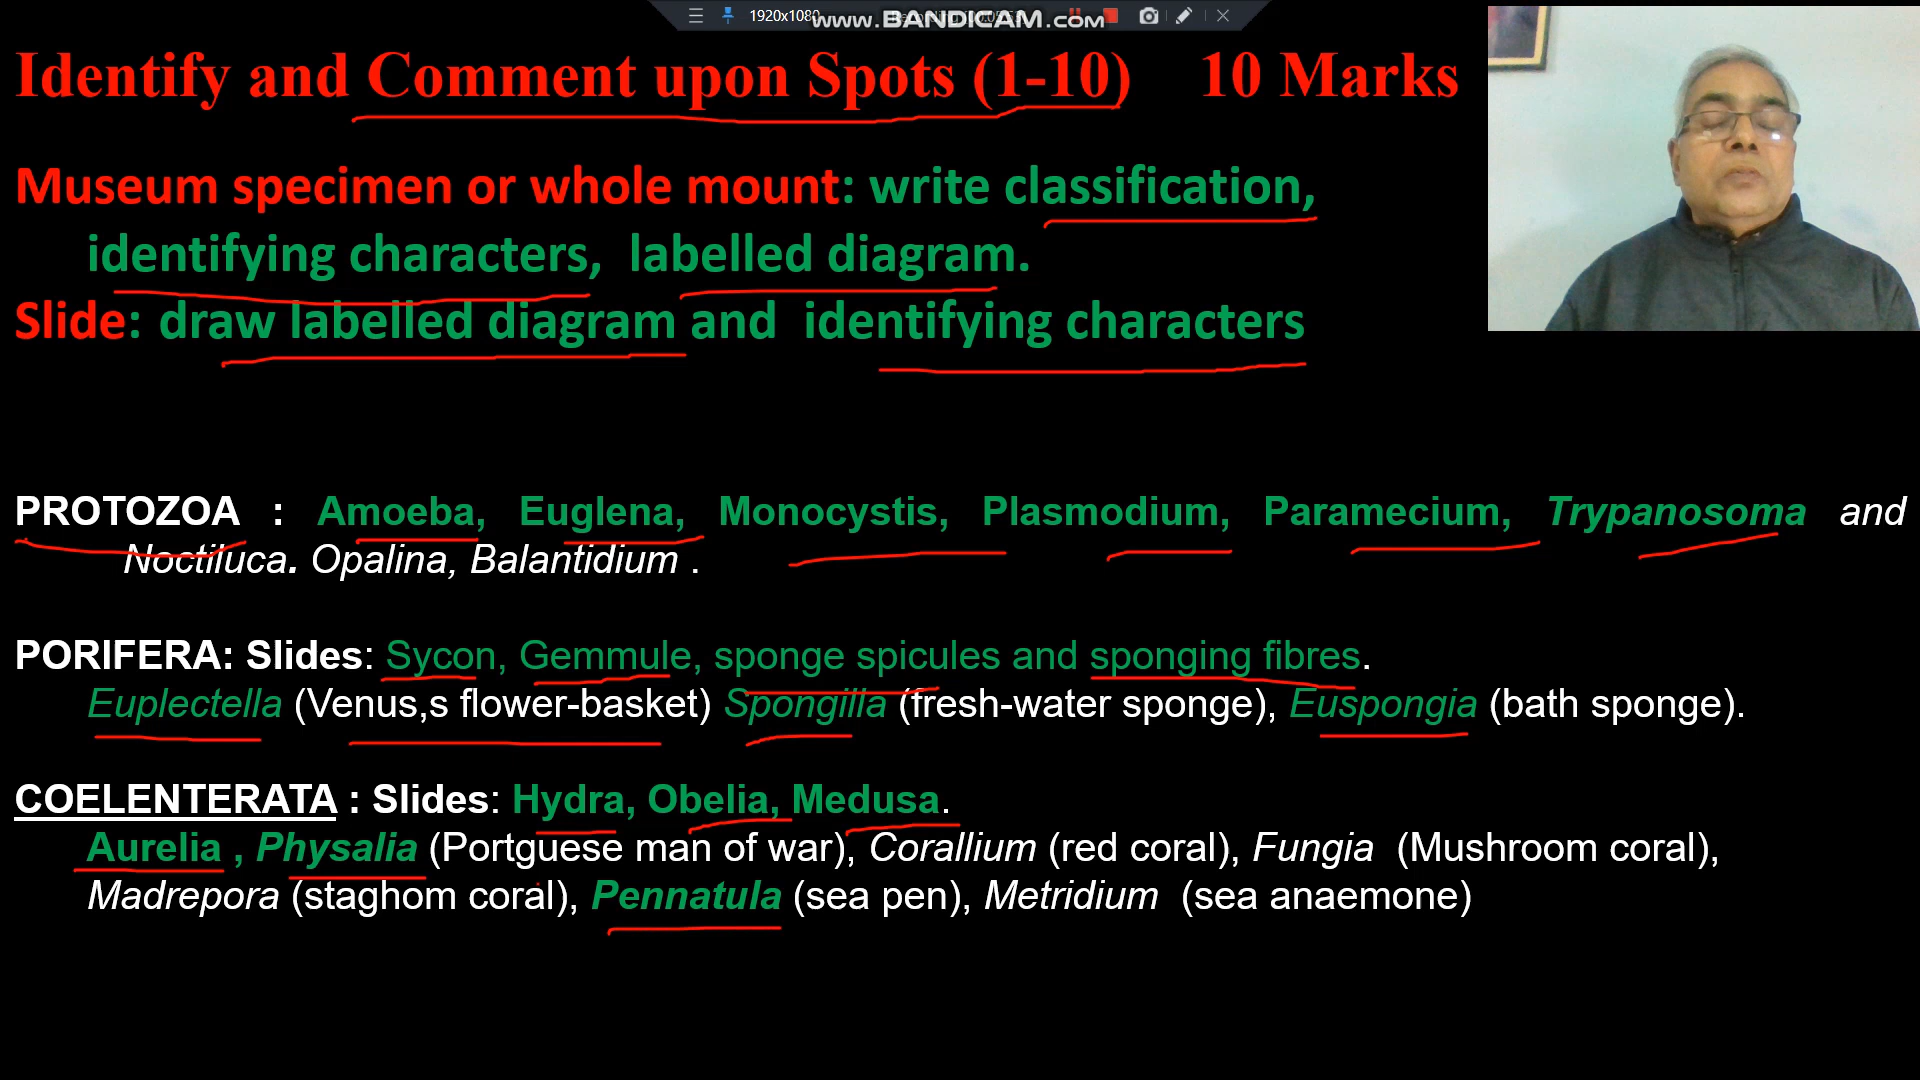 1920x1080
www.BANDICAM.com
Identify and Comment upon Spots (1-10) 10 Marks
Museum specimen or whole mount: write classification,
identifying characters, labelled diagram.
Slide: draw labelled diagram and identifying characters
PROTOZOA : Amoeba, Euglena, Monocystis, Plasmodium, Paramecium, Trypanosoma and
Noctiluca. Opalina, Balantidium .
PORIFERA: Slides: Sycon, Gemmule, sponge spicules and sponging fibres.
Euplectella (Venus,s flower-basket) Spongilla (fresh-water sponge), Euspongia (bath sponge).
COELENTERATA : Slides: Hydra, Obelia, Medusa.
Aurelia , Physalia (Portguese man of war), Corallium (red coral), Fungia (Mushroom coral),
Madrepora (staghom coral), Pennatula (sea pen), Metridium (sea anaemone)